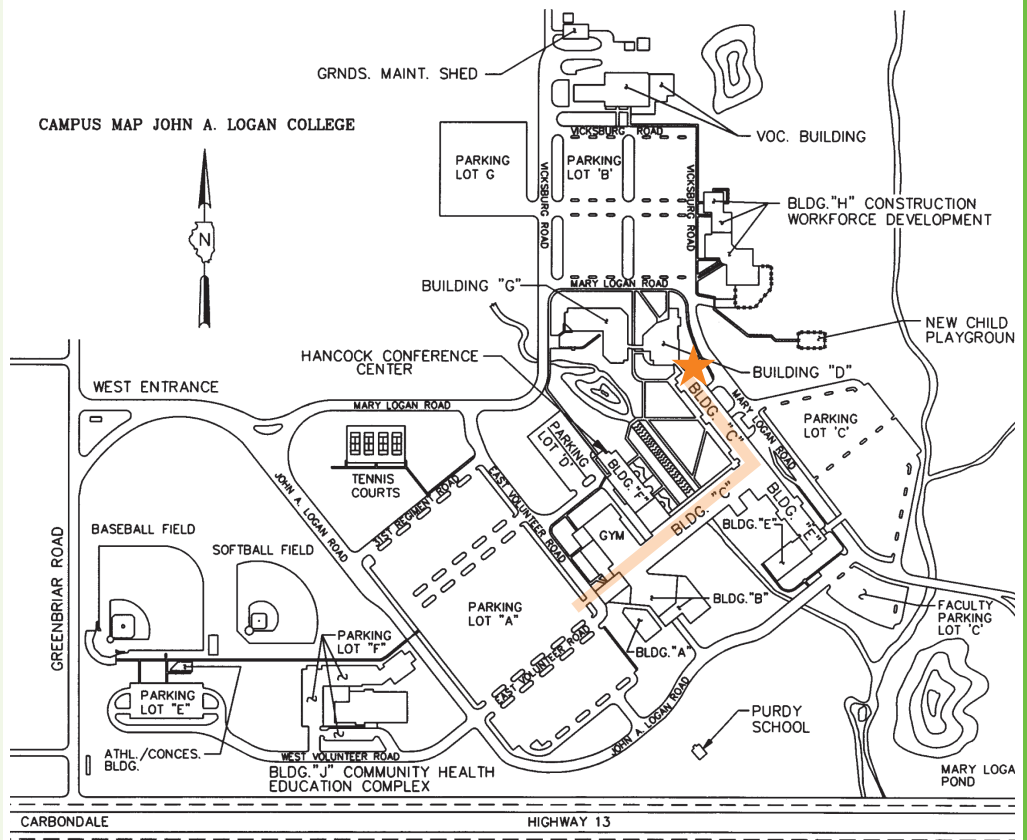 GRNDS. MAINT. SHED
CAMPUS MAP JOHN A. LOGAN COLLEGE
N
VOC. BUILDING
VICKSBURG ROAD
PARKING
LOT G
PARKING
LOT 'B'
VICKSBURG ROAD
VICKSBURG ROAD
BLDG."H" CONSTRUCTION
WORKFORCE DEVELOPMENT
MARY LOGAN ROAD
BUILDING "G"
NEW CHILD
PLAYGROUN
HANCOCK CONFERENCE
CENTER
BUILDING "D"
WEST ENTRANCE
MARY LOGAN ROAD
BLDG. "C"
MARY LOGAN ROAD
PARKING
LOT 'C'
PARKING
LOT 'D'
TENNIS
COURTS
BLDG. "F"
31ST REGIMENT ROAD
EAST VOLUNTEER ROAD
JOHN A. LOGAN ROAD
BLDG. "C"
BLDG. "E"
BLDG."E"
GYM
BASEBALL FIELD
SOFTBALL FIELD
GREENBRIAR ROAD
PARKING
LOT "A"
BLDG."B"
FACULTY
PARKING
LOT 'C'
PARKING
LOT "F"
EAST VOLUNTEER ROAD
BLDG."A"
PARKING
LOT "E"
JOHN A. LOGAN ROAD
PURDY
SCHOOL
ATHL./CONCES.
BLDG.
WEST VOLUNTEER ROAD
BLDG."J" COMMUNITY HEALTH
EDUCATION COMPLEX
MARY LOGA
POND
CARBONDALE
HIGHWAY 13